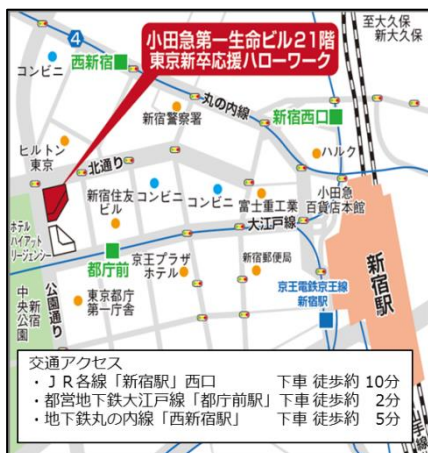 至大久保
新大久保
4
小田急第一生命ビル21階
東京新卒応援ハローワーク
コンビニ
西新宿
丸の内線
新宿警察署
新宿西口
ヒルトン
東京
北通り
ハルク
新宿住友
ビル
コンビニ
コンビニ
富士重工業
小田急
百貨店本館
大江戸線
ホテル
ハイアット
リージェンシー
都庁前
京王プラザ
ホテル
新宿郵便局
京王電鉄京王線
新宿駅
新宿駅
新宿
中央公園
公園通り
東京都庁
第一庁舎
山手線
交通アクセス
・JR各線「新宿駅」西口 下車 徒歩約 10分
・都営地下鉄大江戸線「都庁前駅」 下車 徒歩約 2分
・地下鉄丸の内線「西新宿駅」 下車 徒歩約 5分